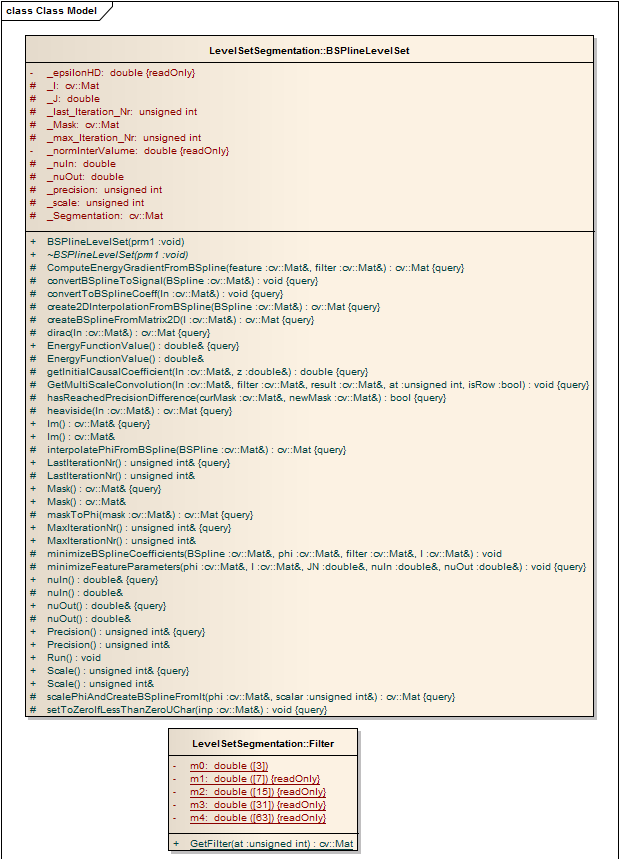 class Class Model
LevelSetSegmentation::BSPlineLevelSet
- _epsilonHD: double {readOnly}
# _I: cv::Mat
# _J: double
# _last_Iteration_Nr: unsigned int
# _Mask: cv::Mat
# _max_Iteration_Nr: unsigned int
- _normInterValume: double {readOnly}
# _nuIn: double
# _nuOut: double
# _precision: unsigned int
# _scale: unsigned int
# _Segmentation: cv::Mat
+ BSPlineLevelSet(prm1 :void)
+ ~BSPlineLevelSet(prm1 :void)
# ComputeEnergyGradientFromBSpline(feature :cv::Mat&, filter :cv::Mat&) : cv::Mat {query}
# convertBSplineToSignal(BSpline :cv::Mat&) : void {query}
# convertToBSplineCoeff(In :cv::Mat&) : void {query}
# create2DInterpolationFromBSpline(BSpline :cv::Mat&) : cv::Mat {query}
# createBSplineFromMatrix2D(I :cv::Mat&) : cv::Mat {query}
# dirac(In :cv::Mat&) : cv::Mat {query}
+ EnergyFunctionValue() : double& {query}
# EnergyFunctionValue() : double&
# getInitialCausalCoefficient(In :cv::Mat&, z :double&) : double {query}
# GetMultiScaleConvolution(In :cv::Mat&, filter :cv::Mat&, result :cv::Mat&, at :unsigned int, isRow :bool) : void {query}
# hasReachedPrecisionDifference(curMask :cv::Mat&, newMask :cv::Mat&) : bool {query}
# heaviside(In :cv::Mat&) : cv::Mat {query}
+ Im() : cv::Mat& {query}
+ Im() : cv::Mat&
# interpolatePhiFromBSpline(BSPline :cv::Mat&) : cv::Mat {query}
+ LastIterationNr() : unsigned int& {query}
# LastIterationNr() : unsigned int&
+ Mask() : cv::Mat& {query}
+ Mask() : cv::Mat&
# maskToPhi(mask :cv::Mat&) : cv::Mat {query}
+ MaxIterationNr() : unsigned int& {query}
+ MaxIterationNr() : unsigned int&
# minimizeBSplineCoefficients(BSpline :cv::Mat&, phi :cv::Mat&, filter :cv::Mat&, I :cv::Mat&) : void
# minimizeFeatureParameters(phi :cv::Mat&, I :cv::Mat&, JN :double&, nuIn :double&, nuOut :double&) : void {query}
+ nuIn() : double& {query}
# nuIn() : double&
+ nuOut() : double& {query}
# nuOut() : double&
+ Precision() : unsigned int& {query}
+ Precision() : unsigned int&
+ Run() : void
+ Scale() : unsigned int& {query}
+ Scale() : unsigned int&
# scalePhiAndCreateBSplineFromIt(phi :cv::Mat&, scalar :unsigned int&) : cv::Mat {query}
# setToZeroIfLessThanZeroUChar(inp :cv::Mat&) : void {query}
LevelSetSegmentation::Filter
- m0: double ([3])
- m1: double ([7]) {readOnly}
- m2: double ([15]) {readOnly}
- m3: double ([31]) {readOnly}
- m4: double ([63]) {readOnly}
+ GetFilter(at :unsigned int) : cv::Mat